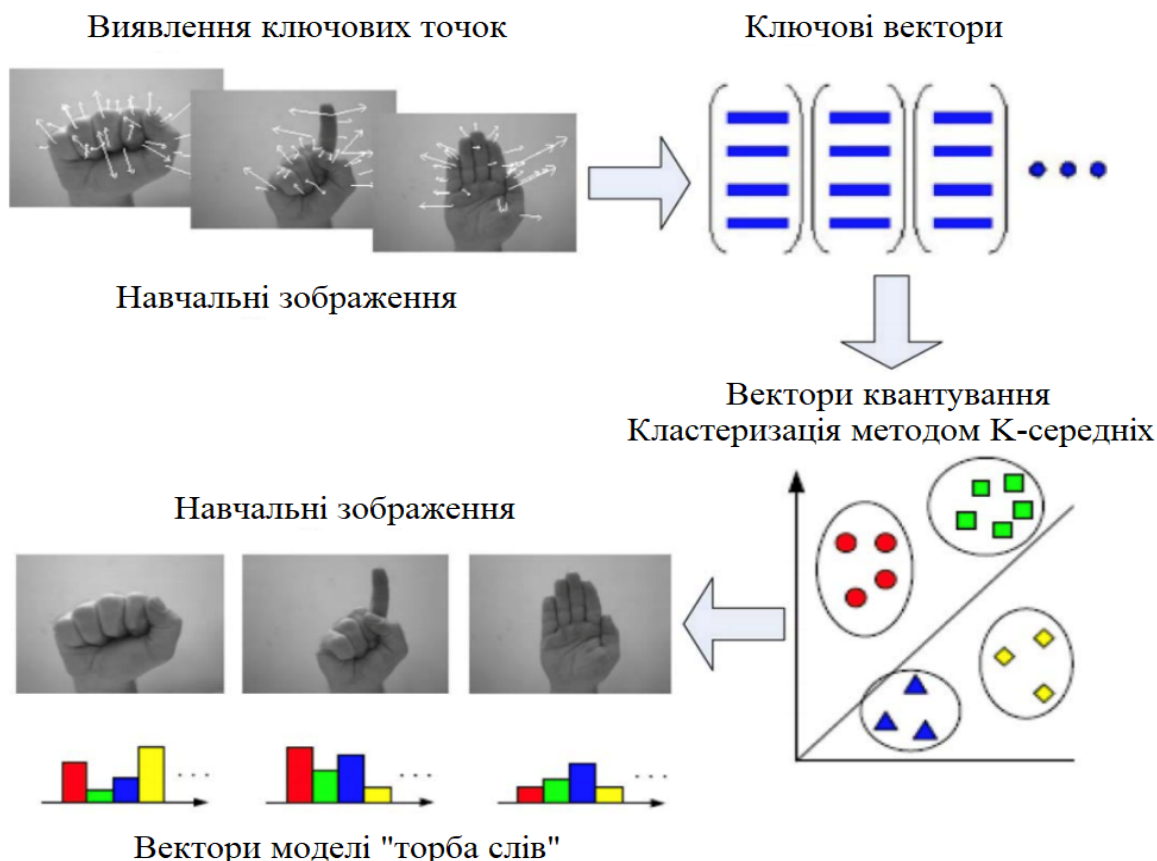 Виявлення ключових точок
Ключові вектори
Навчальні зображення
Вектори квантування
Кластеризація методом K-середніх
Навчальні зображення
Вектори моделі "торба слів"